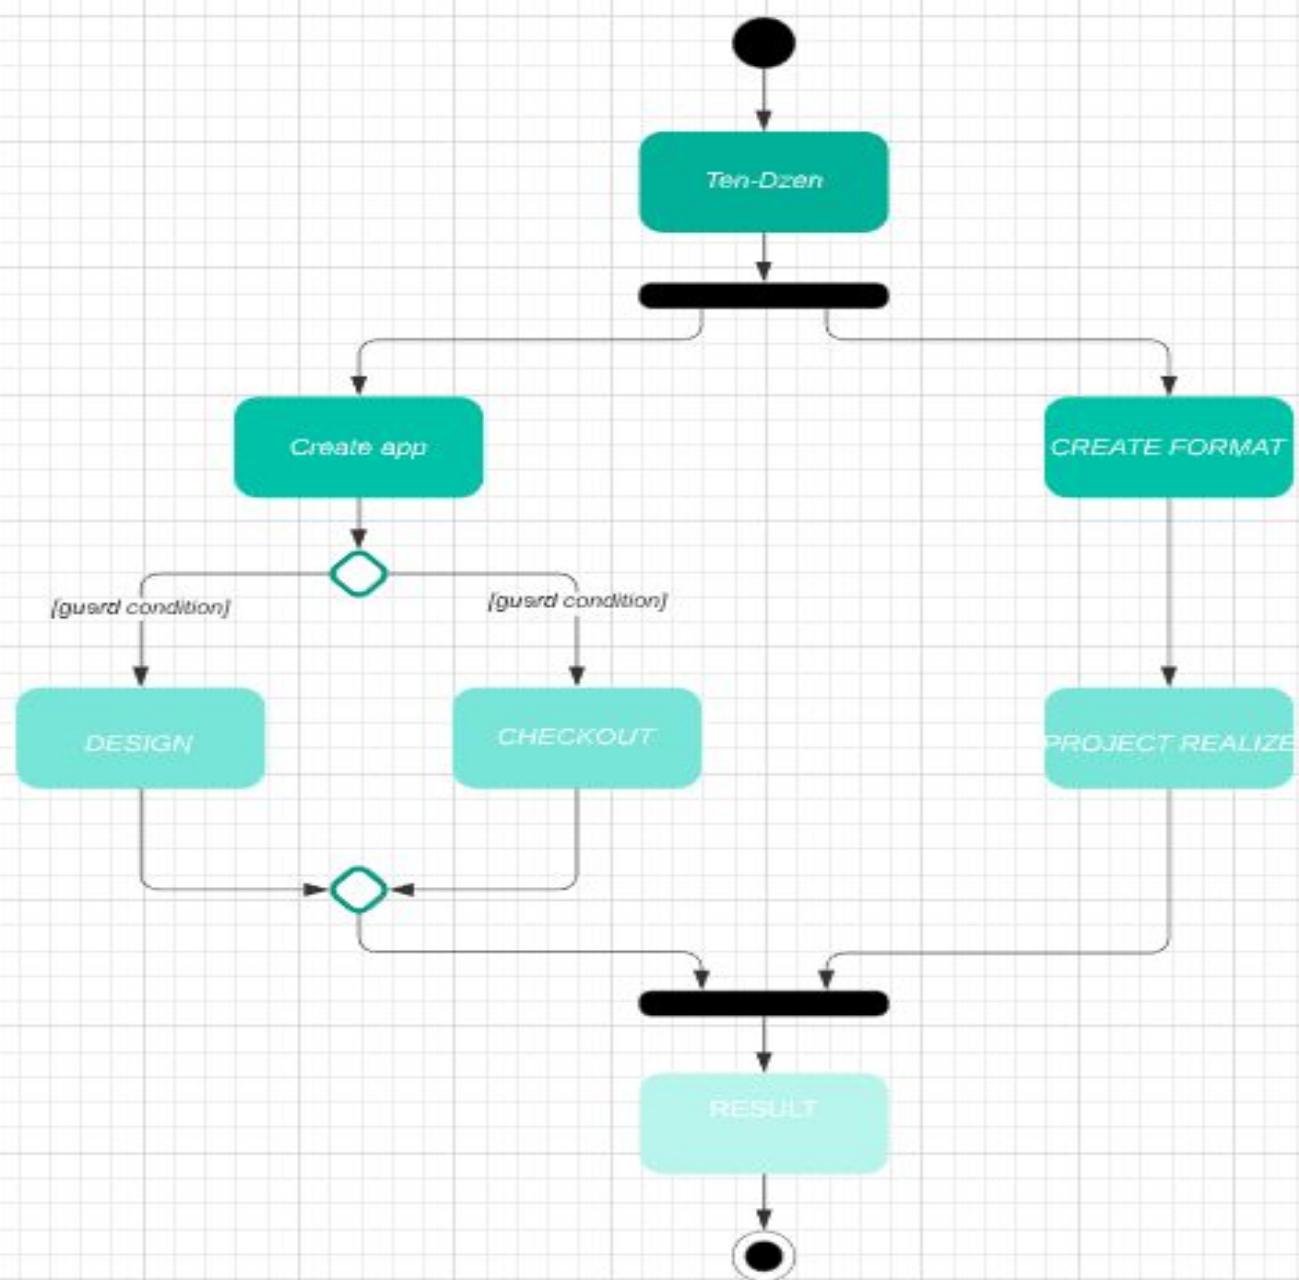 Ten-Dzen
Create app
CREATE FORMAT
[guard condition]
[guard condition]
DESIGN
CHECKOUT
PROJECT REALIZE
RESULT